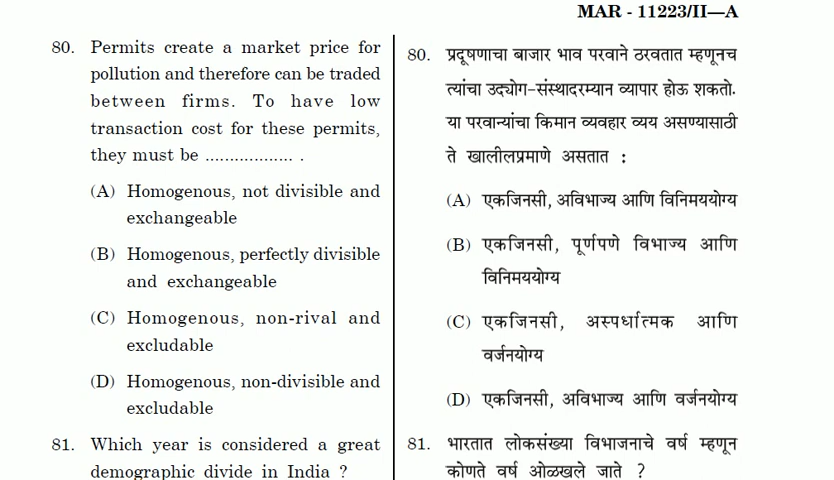 MAR - 11223/II—A
80. Permits create a market price for
pollution and therefore can be traded
between firms. To have low
transaction cost for these permits,
they must be .................. .
(A) Homogenous, not divisible and
exchangeable
(B) Homogenous, perfectly divisible
and exchangeable
(C) Homogenous, non-rival and
excludable
(D) Homogenous, non-divisible and
excludable
81. Which year is considered a great
demographic divide in India ?
80. प्रदूषणाचा बाजार भाव परवाने ठरवतात म्हणूनच
त्यांचा उद्योग-संस्थादरम्यान व्यापार होऊ शकतो.
या परवान्यांचा किमान व्यवहार व्यय असण्यासाठी
ते खालीलप्रमाणे असतात :
(A) एकजिनसी, अविभाज्य आणि विनिमययोग्य
(B) एकजिनसी, पूर्णपणे विभाज्य आणि
विनिमययोग्य
(C) एकजिनसी, अस्पर्धात्मक आणि
वर्जनयोग्य
(D) एकजिनसी, अविभाज्य आणि वर्जनयोग्य
81. भारतात लोकसंख्या विभाजनाचे वर्ष म्हणून
कोणते वर्ष ओळखले जाते ?